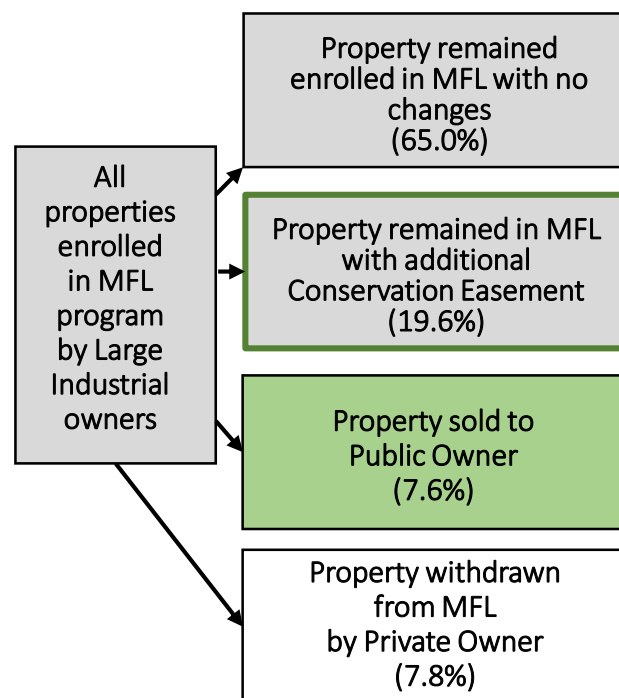 All
properties
enrolled
in MFL
program
by Large
Industrial
owners
Property remained
enrolled in MFL with no
changes
(65.0%)
Property remained in MFL
with additional
Conservation Easement
(19.6%)
Property sold to
Public Owner
(7.6%)
Property withdrawn
from MFL
by Private Owner
(7.8%)